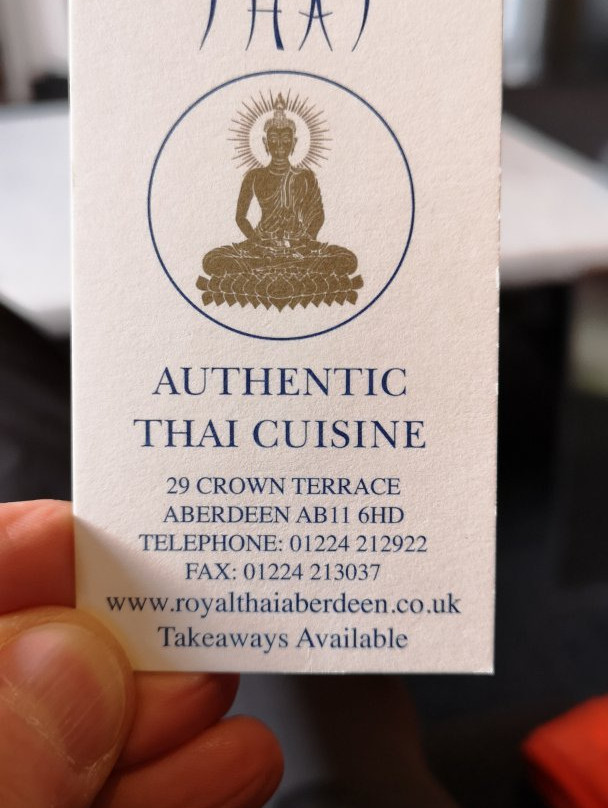 THAI
AUTHENTIC
THAI CUISINE
29 CROWN TERRACE
ABERDEEN AB11 6HD
TELEPHONE: 01224 212922
FAX: 01224 213037
www.royalthaiaberdeen.co.uk
Takeaways Available